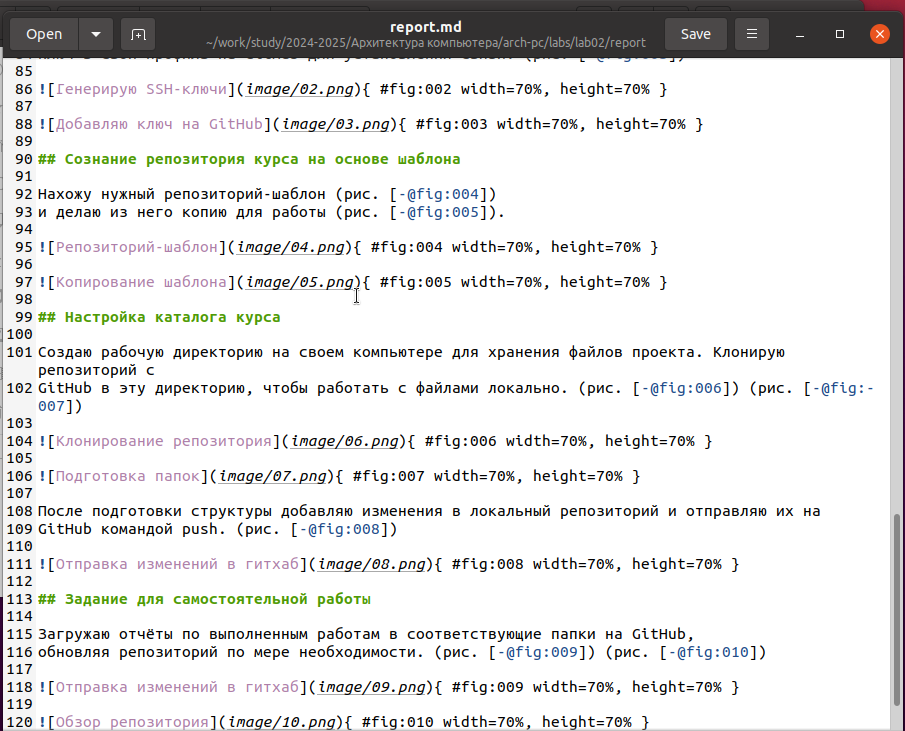 report.md
Open
~/work/study/2024-2025/Архитектура компьютера/arch-pc/labs/lab02/report
Save
85
86 ![Генерирую SSH-ключи](image/02.png){ #fig:002 width=70%, height=70% }
87
88 ![Добавляю ключ на GitHub](image/03.png){ #fig:003 width=70%, height=70% }
89
90 ## Сознание репозитория курса на основе шаблона
91
92 Нахожу нужный репозиторий-шаблон (рис. [-@fig:004])
93 и делаю из него копию для работы (рис. [-@fig:005]).
94
95 ![Репозиторий-шаблон](image/04.png){ #fig:004 width=70%, height=70% }
96
97 ![Копирование шаблона](image/05.png){ #fig:005 width=70%, height=70% }
98
99 ## Настройка каталога курса
100
101 Создаю рабочую директорию на своем компьютере для хранения файлов проекта. Клонирую
репозиторий с
102 GitHub в эту директорию, чтобы работать с файлами локально. (рис. [-@fig:006]) (рис. [-@fig:-
007])
103
104 ![Клонирование репозитория](image/06.png){ #fig:006 width=70%, height=70% }
105
106 ![Подготовка папок](image/07.png){ #fig:007 width=70%, height=70% }
107
108 После подготовки структуры добавляю изменения в локальный репозиторий и отправляю их на
109 GitHub командой push. (рис. [-@fig:008])
110
111 ![Отправка изменений в гитхаб](image/08.png){ #fig:008 width=70%, height=70% }
112
113 ## Задание для самостоятельной работы
114
115 Загружаю отчёты по выполненным работам в соответствующие папки на GitHub,
116 обновляя репозиторий по мере необходимости. (рис. [-@fig:009]) (рис. [-@fig:010])
117
118 ![Отправка изменений в гитхаб](image/09.png){ #fig:009 width=70%, height=70% }
119
120 ![Обзор репозитория](image/10.png){ #fig:010 width=70%, height=70% }